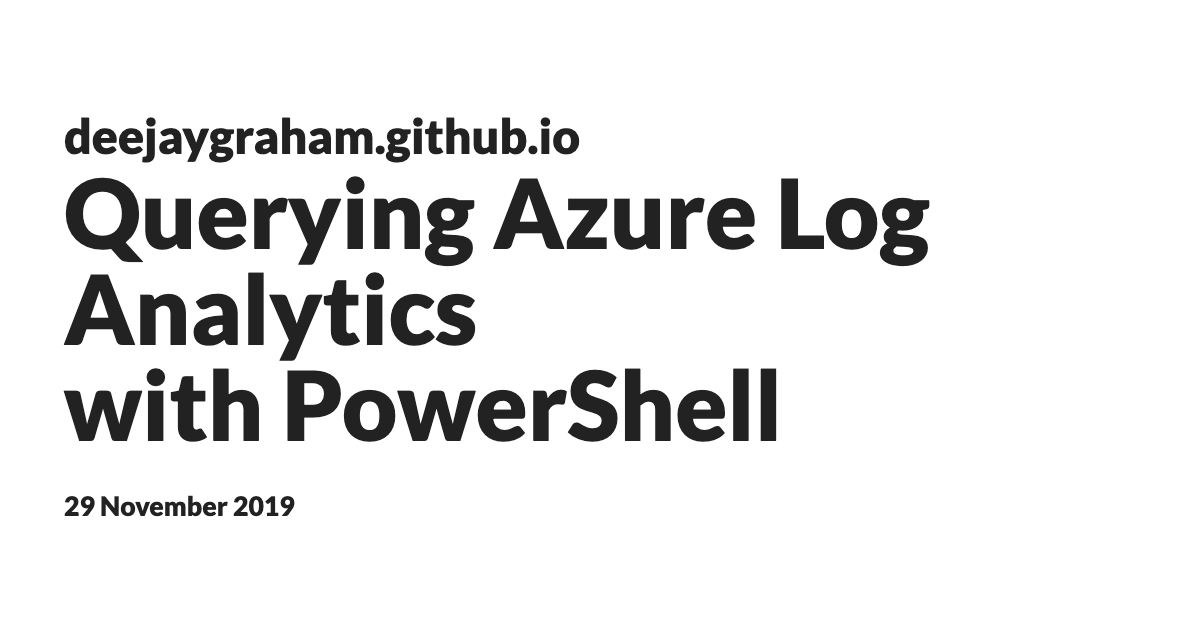 deejaygraham.github.io
Querying Azure Log
Analytics
with PowerShell
29 November 2019